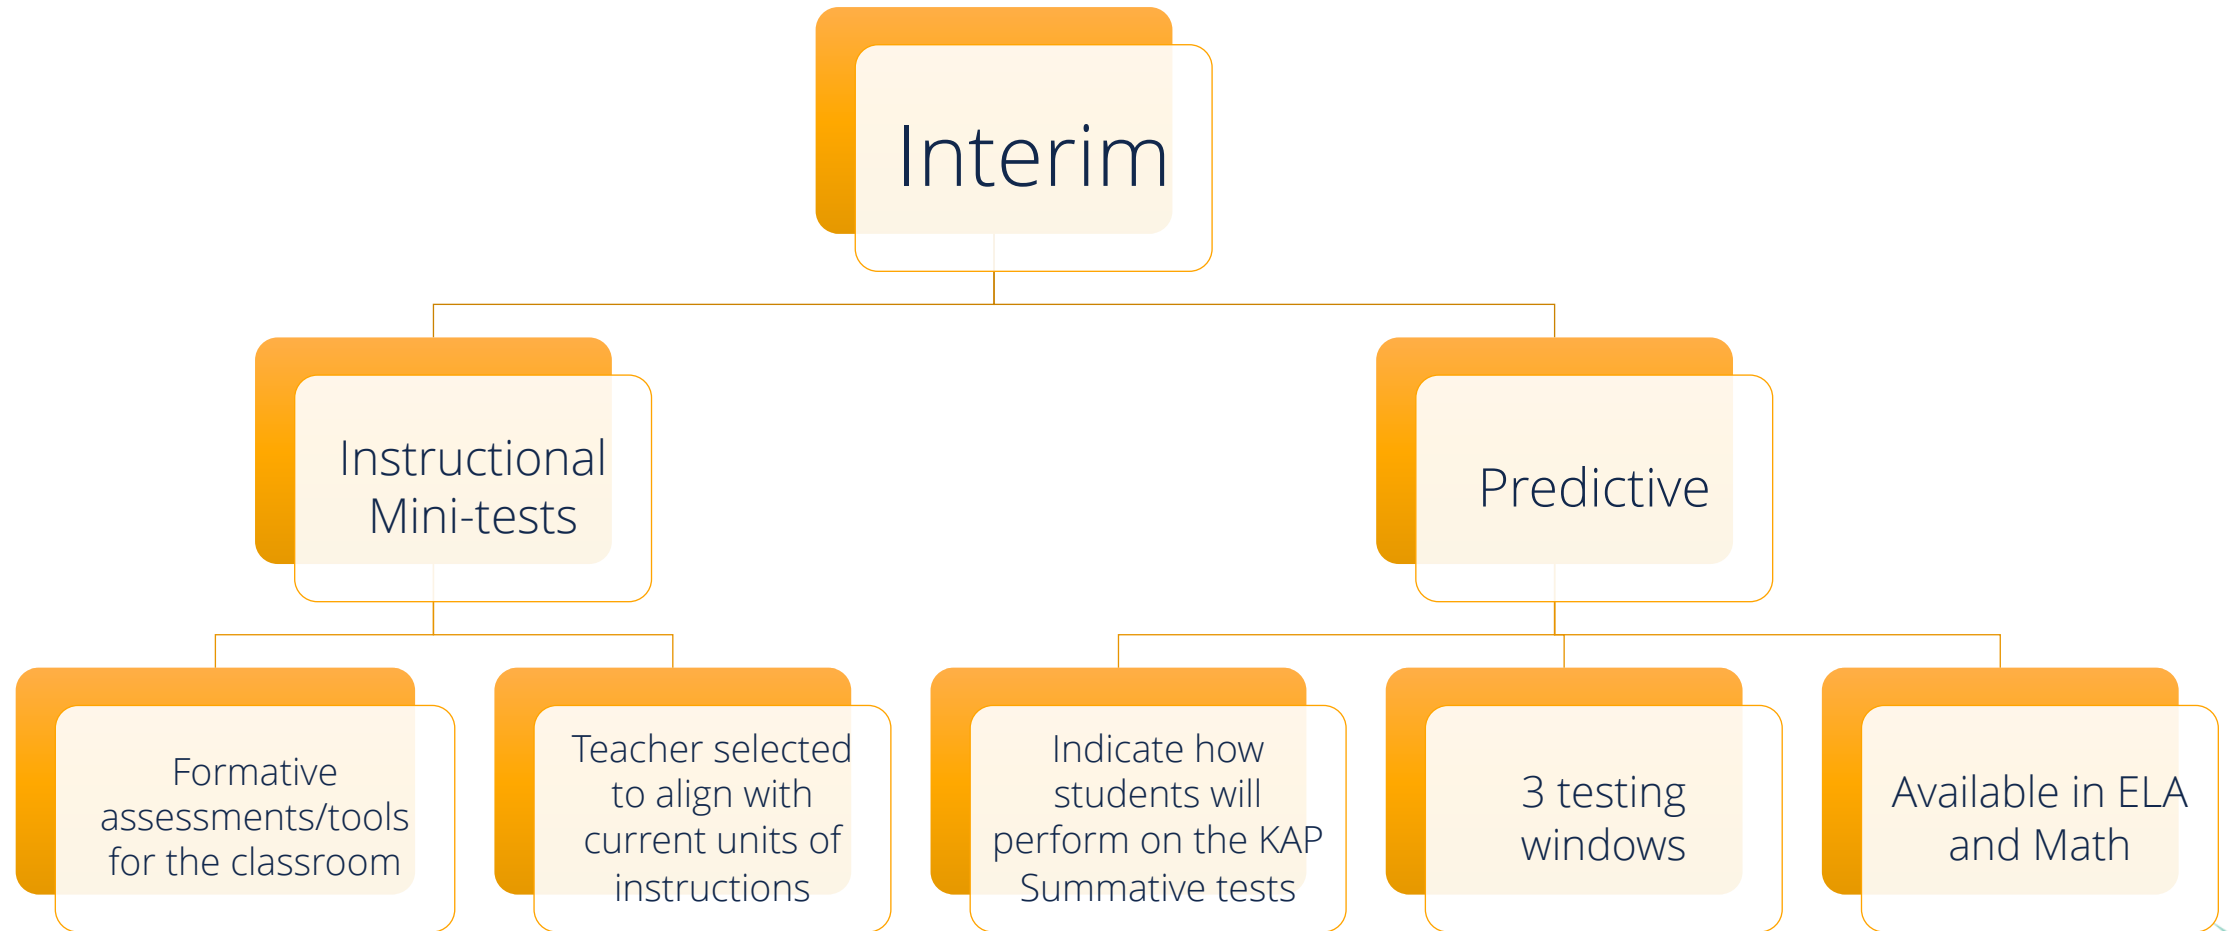 Interim
Instructional
Mini-tests
Predictive
Formative
assessments/tools
for the classroom
Teacher selected
to align with
current units of
instructions
Indicate how
students will
perform on the KAP
Summative tests
3 testing
windows
Available in ELA
and Math